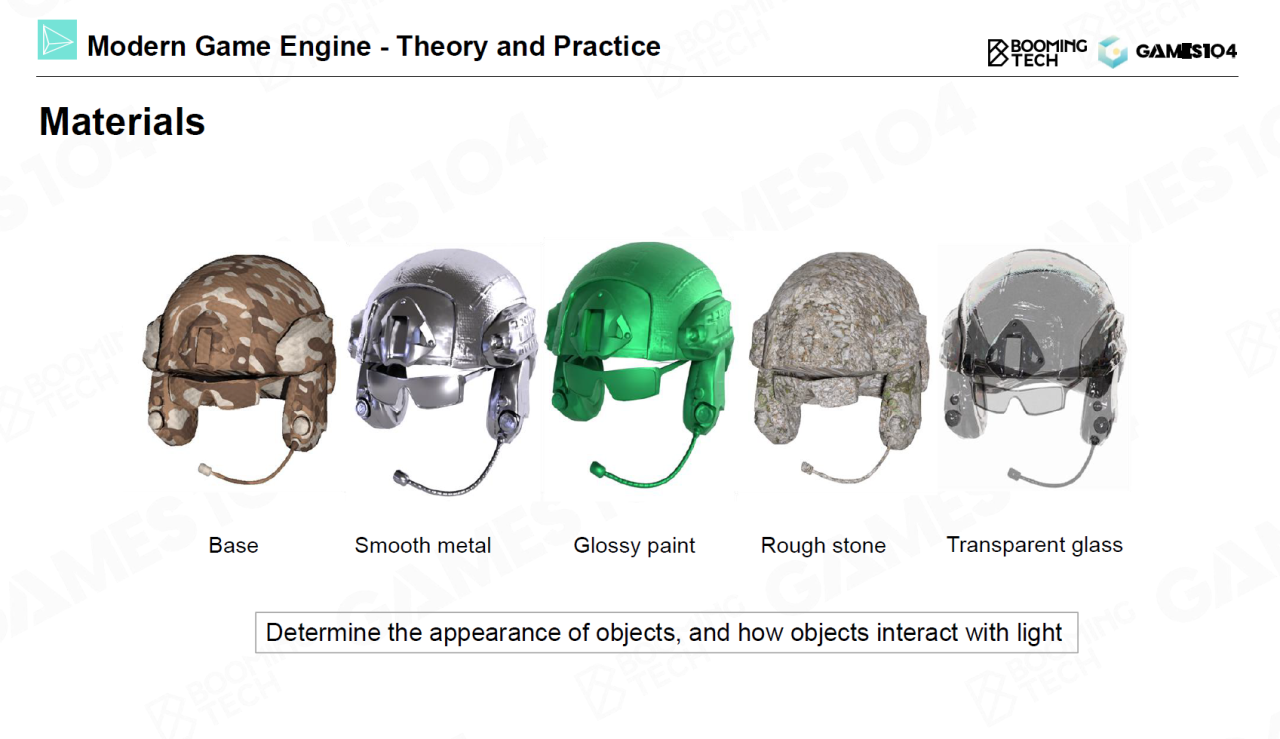 Modern Game Engine - Theory and Practice
BOOMING
TECH
GAMES104
Materials
Base
Smooth metal
Glossy paint
Rough stone
Transparent glass
Determine the appearance of objects, and how objects interact with light